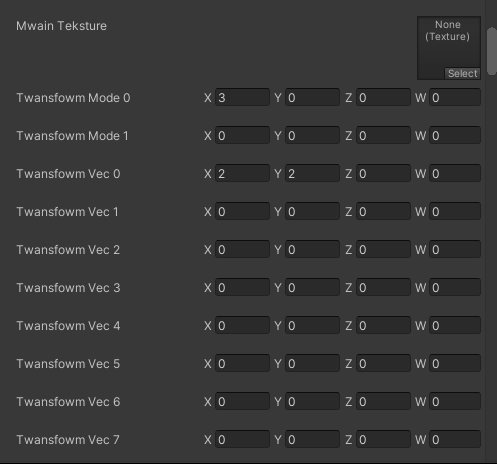 Mwain Teksture
None
(Texture)
Select
Twansfowm Mode 0 X 3 Y 0 Z 0 W 0
Twansfowm Mode 1 X 0 Y 0 Z 0 W 0
Twansfowm Vec 0 X 2 Y 2 Z 0 W 0
Twansfowm Vec 1 X 0 Y 0 Z 0 W 0
Twansfowm Vec 2 X 0 Y 0 Z 0 W 0
Twansfowm Vec 3 X 0 Y 0 Z 0 W 0
Twansfowm Vec 4 X 0 Y 0 Z 0 W 0
Twansfowm Vec 5 X 0 Y 0 Z 0 W 0
Twansfowm Vec 6 X 0 Y 0 Z 0 W 0
Twansfowm Vec 7 X 0 Y 0 Z 0 W 0